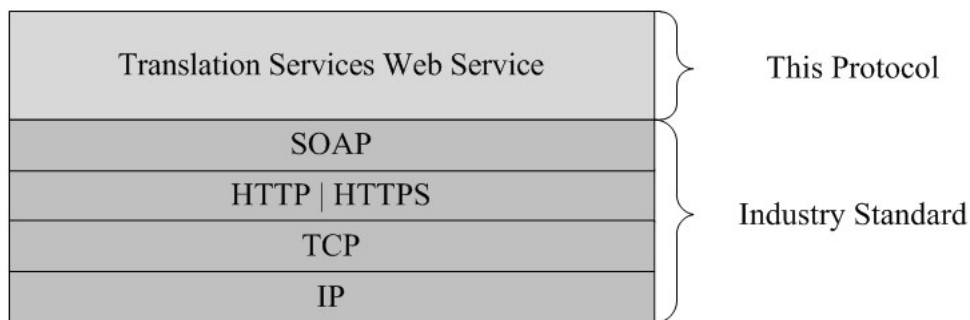 Translation Services Web Service
This Protocol
SOAP
HTTP | HTTPS
TCP
IP
Industry Standard